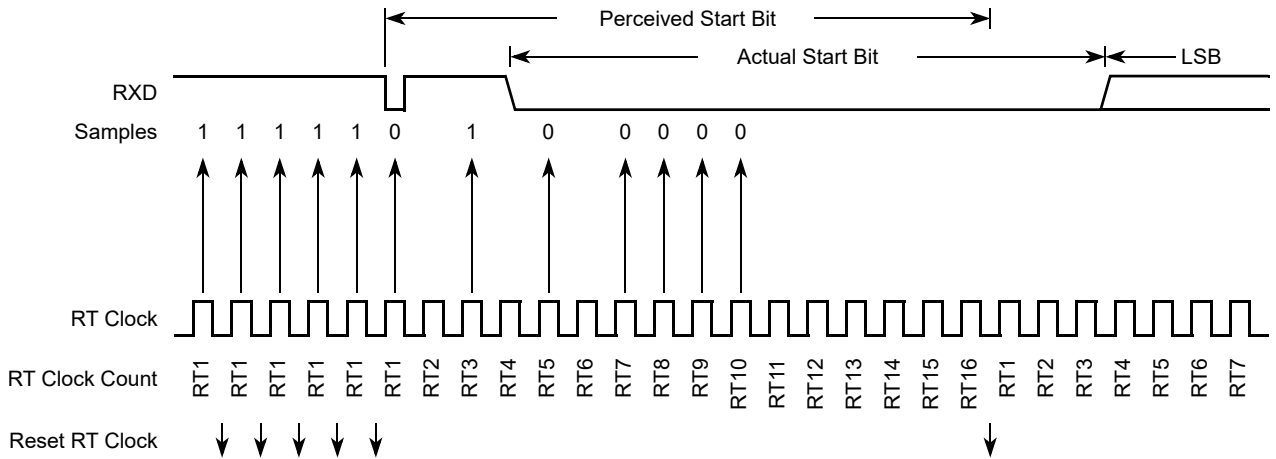 Perceived Start Bit
Actual Start Bit
LSB
RXD
Samples 1 1 1 1 1 0 1 0 0 0 0 0
RT Clock
RT Clock Count RT1 RT1 RT1 RT1 RT1 RT1 RT2 RT3 RT4 RT5 RT6 RT7 RT8 RT9 RT10 RT11 RT12 RT13 RT14 RT15 RT16 RT1 RT2 RT3 RT4 RT5 RT6 RT7
Reset RT Clock